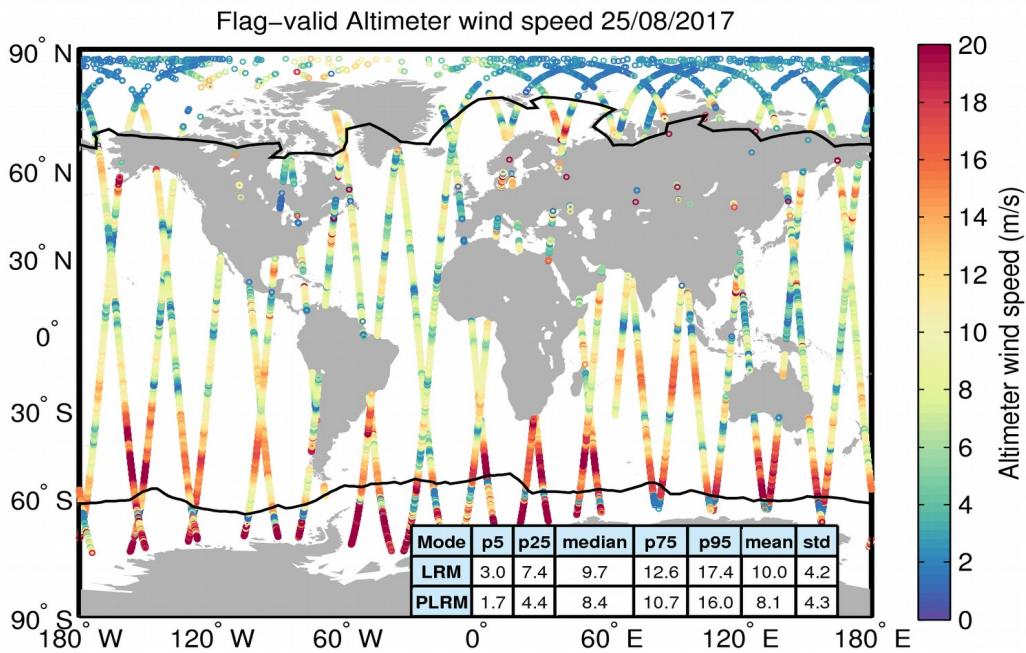 Flag−valid Altimeter wind speed 25/08/2017
90° N
60° N
30° N
0°
30° S
60° S
90° S
180° W
120° W
60° W
0°
60° E
120° E
180° E
Mode p5 p25 median p75 p95 mean std
LRM 3.0 7.4 9.7 12.6 17.4 10.0 4.2
PLRM 1.7 4.4 8.4 10.7 16.0 8.1 4.3
20
18
16
14
12
10
8
6
4
2
0
Altimeter wind speed (m/s)